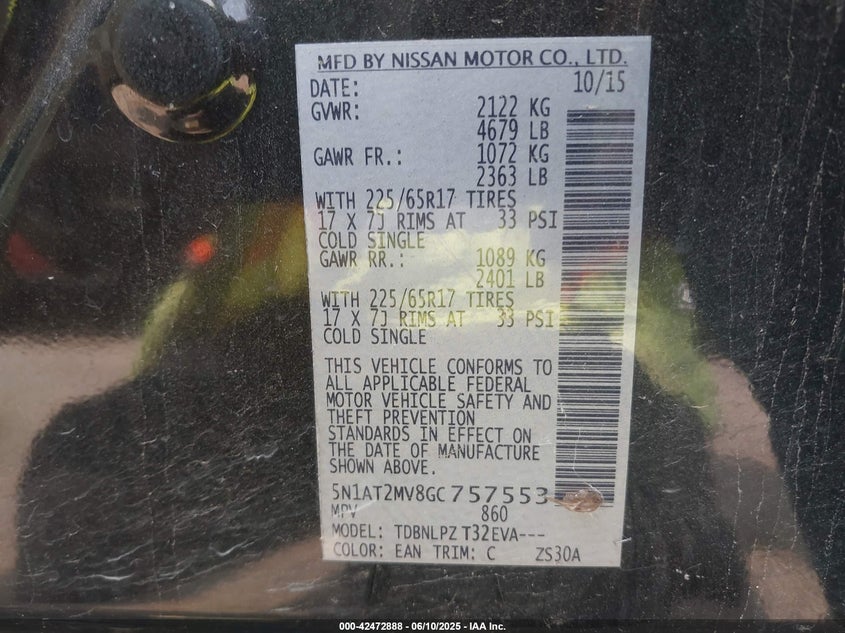 MFD BY NISSAN MOTOR CO., LTD.
DATE: 10/15
GVWR: 2122 KG
4679 LB
GAWR FR.: 1072 KG
2363 LB
WITH 225/65R17 TIRES
17 X 7J RIMS AT 33 PSI
COLD SINGLE
GAWR RR.: 1089 KG
2401 LB
WITH 225/65R17 TIRES
17 X 7J RIMS AT 33 PSI
COLD SINGLE
THIS VEHICLE CONFORMS TO
ALL APPLICABLE FEDERAL
MOTOR VEHICLE SAFETY AND
THEFT PREVENTION
STANDARDS IN EFFECT ON
THE DATE OF MANUFACTURE
SHOWN ABOVE.
5N1AT2MV8GC757553
MPV 860
MODEL: TDBNLPZ T32EVA---
COLOR: EAN TRIM: C ZS30A
000-42472888 - 06/10/2025 - IAA Inc.